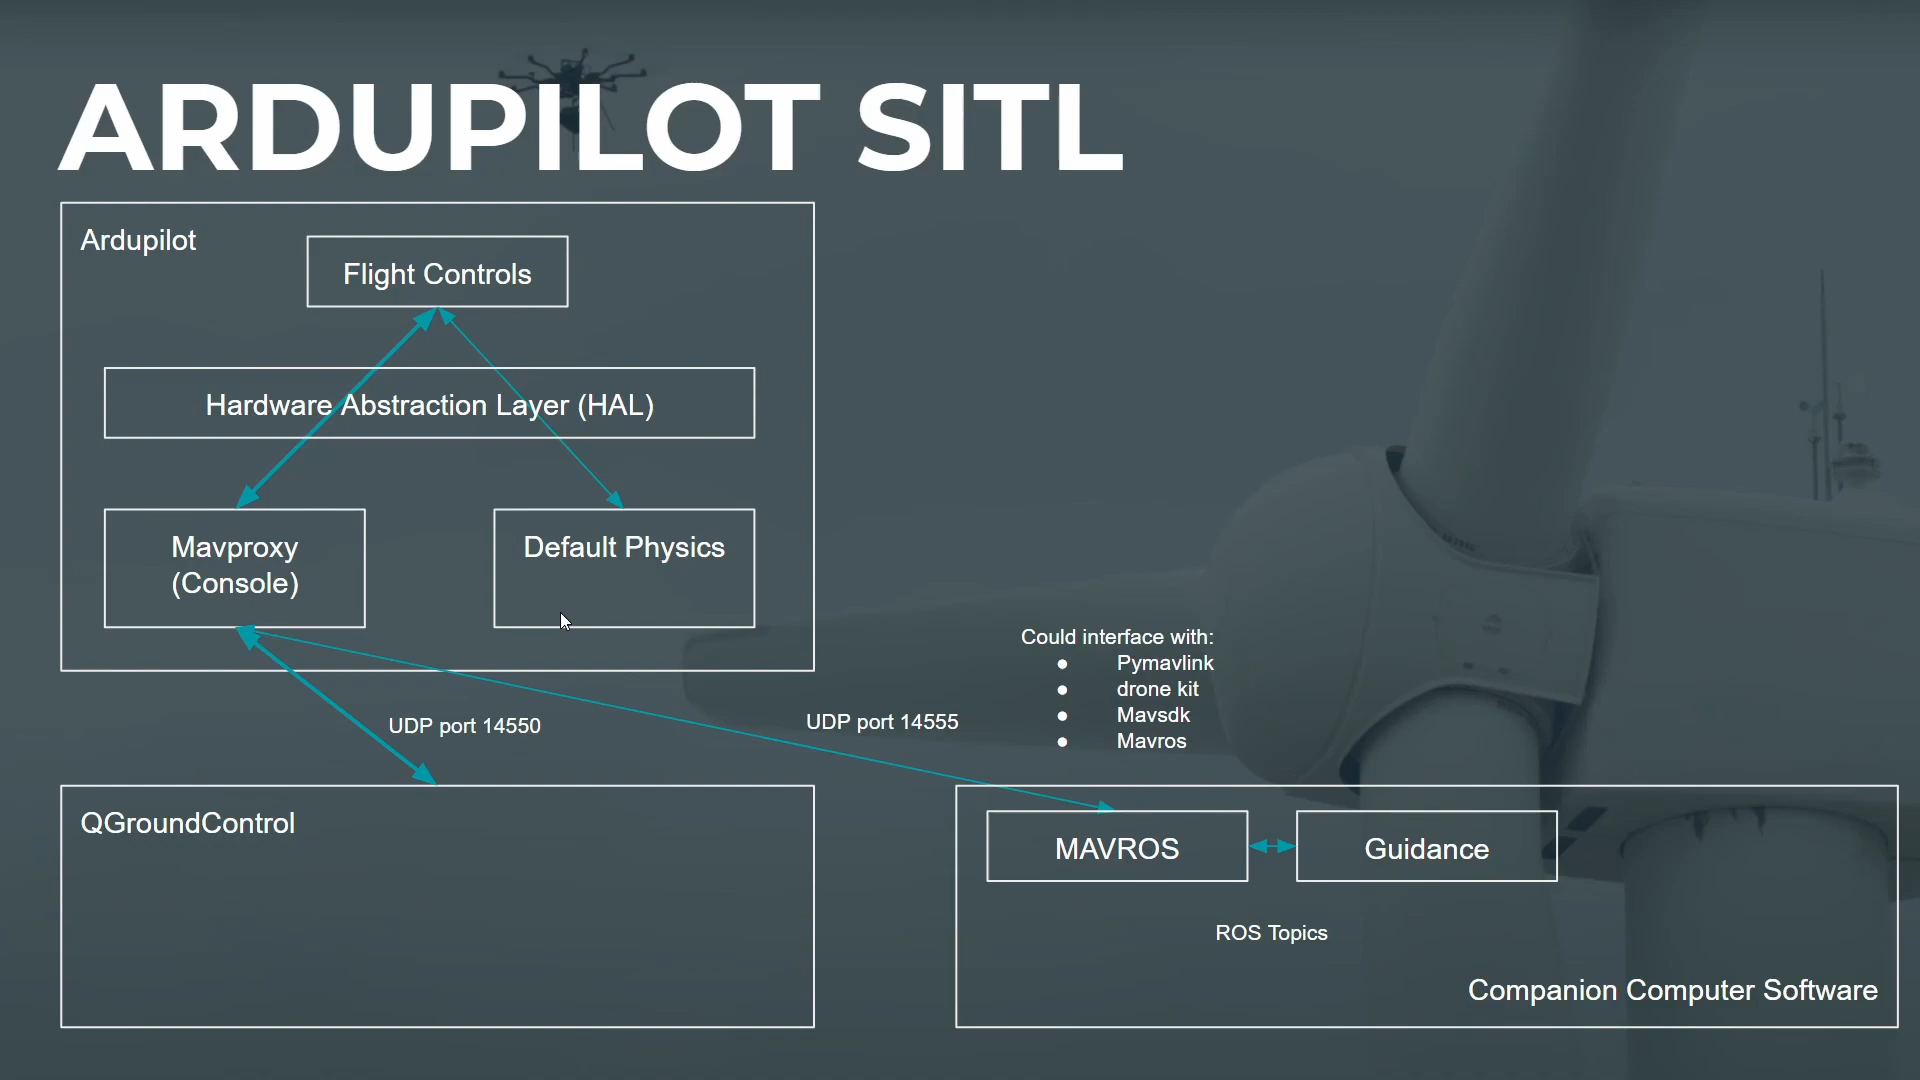 ARDUPILOT SITL
Ardupilot
Flight Controls
Hardware Abstraction Layer (HAL)
Mavproxy
(Console)
Default Physics
UDP port 14550
UDP port 14555
Could interface with:
● Pymavlink
● drone kit
● Mavsdk
● Mavros
QGroundControl
MAVROS
Guidance
ROS Topics
Companion Computer Software